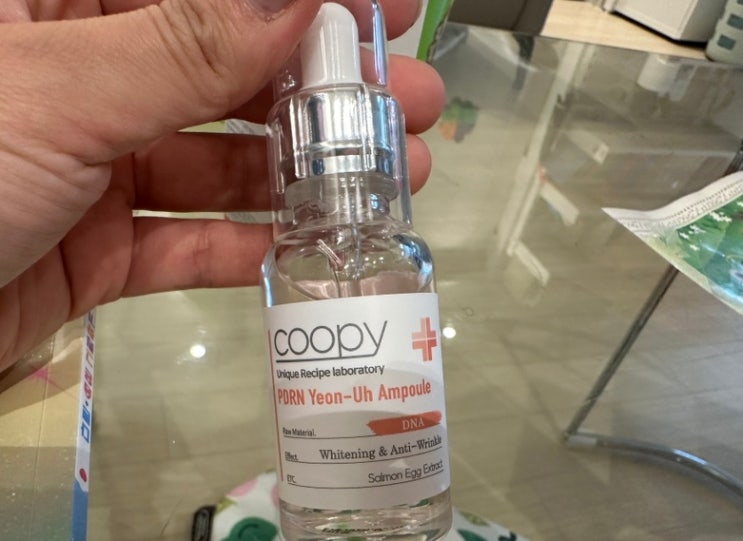 coopy
Unique Recipe laboratory
PDRN Yeon-Uh Ampoule
Raw Material.
DNA
Effect.
Whitening & Anti-Wrinkle
ETC.
Salmon Egg Extract